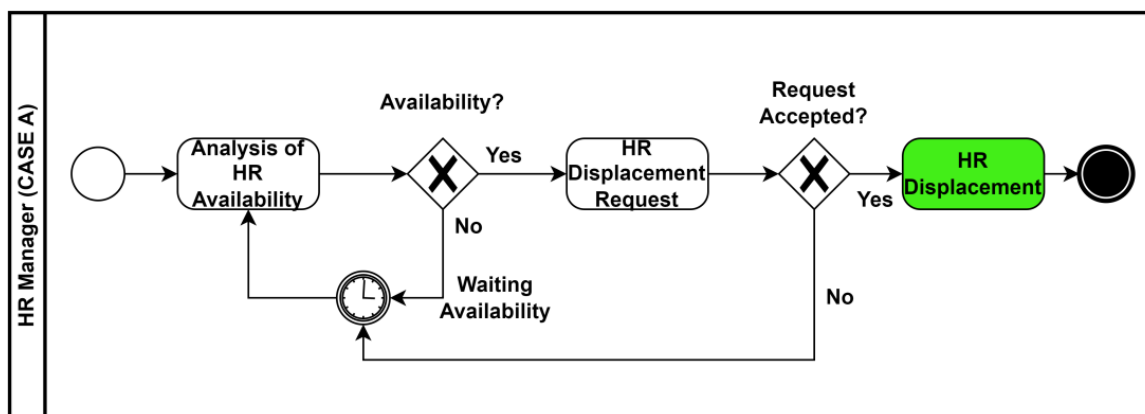 HR Manager (CASE A)
Analysis of
HR
Availability
Availability?
Yes
No
Waiting
Availability
HR
Displacement
Request
Request
Accepted?
Yes
No
HR
Displacement